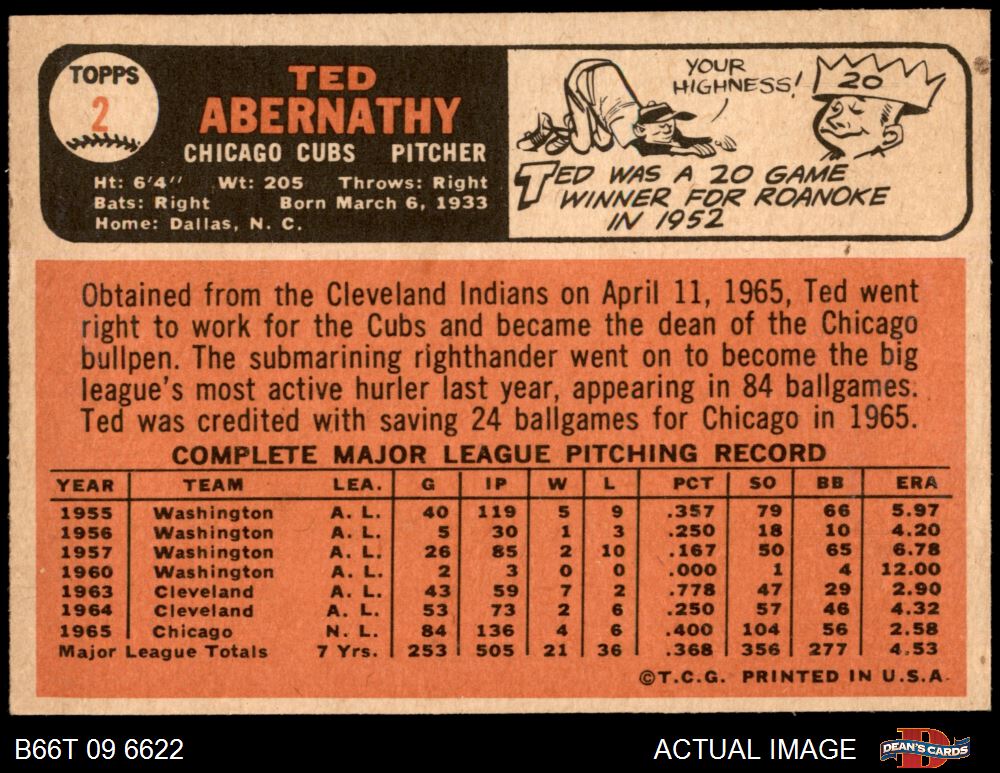 TOPPS
2
TED
ABERNATHY
CHICAGO CUBS PITCHER
Ht: 6'4" Wt: 205 Throws: Right
Bats: Right Born March 6, 1933
Home: Dallas, N. C.
YOUR
HIGHNESS!
20
TED WAS A 20 GAME
WINNER FOR ROANOKE
IN 1952
Obtained from the Cleveland Indians on April 11, 1965, Ted went
right to work for the Cubs and became the dean of the Chicago
bullpen. The submarining righthander went on to become the big
league's most active hurler last year, appearing in 84 ballgames.
Ted was credited with saving 24 ballgames for Chicago in 1965.
COMPLETE MAJOR LEAGUE PITCHING RECORD
YEAR TEAM LEA. G IP W L PCT SO BB ERA
1955 Washington A. L. 40 119 5 9 .357 79 66 5.97
1956 Washington A. L. 5 30 1 3 .250 18 10 4.20
1957 Washington A. L. 26 85 2 10 .167 50 65 6.78
1960 Washington A. L. 2 3 0 0 .000 1 4 12.00
1963 Cleveland A. L. 43 59 7 2 .778 47 29 2.90
1964 Cleveland A. L. 53 73 2 6 .250 57 46 4.32
1965 Chicago N. L. 84 136 4 6 .400 104 56 2.58
Major League Totals 7 Yrs. 253 505 21 36 .368 356 277 4.53
©T.C.G. PRINTED IN U.S.A.
B66T 09 6622
ACTUAL IMAGE
DEAN'S CARDS